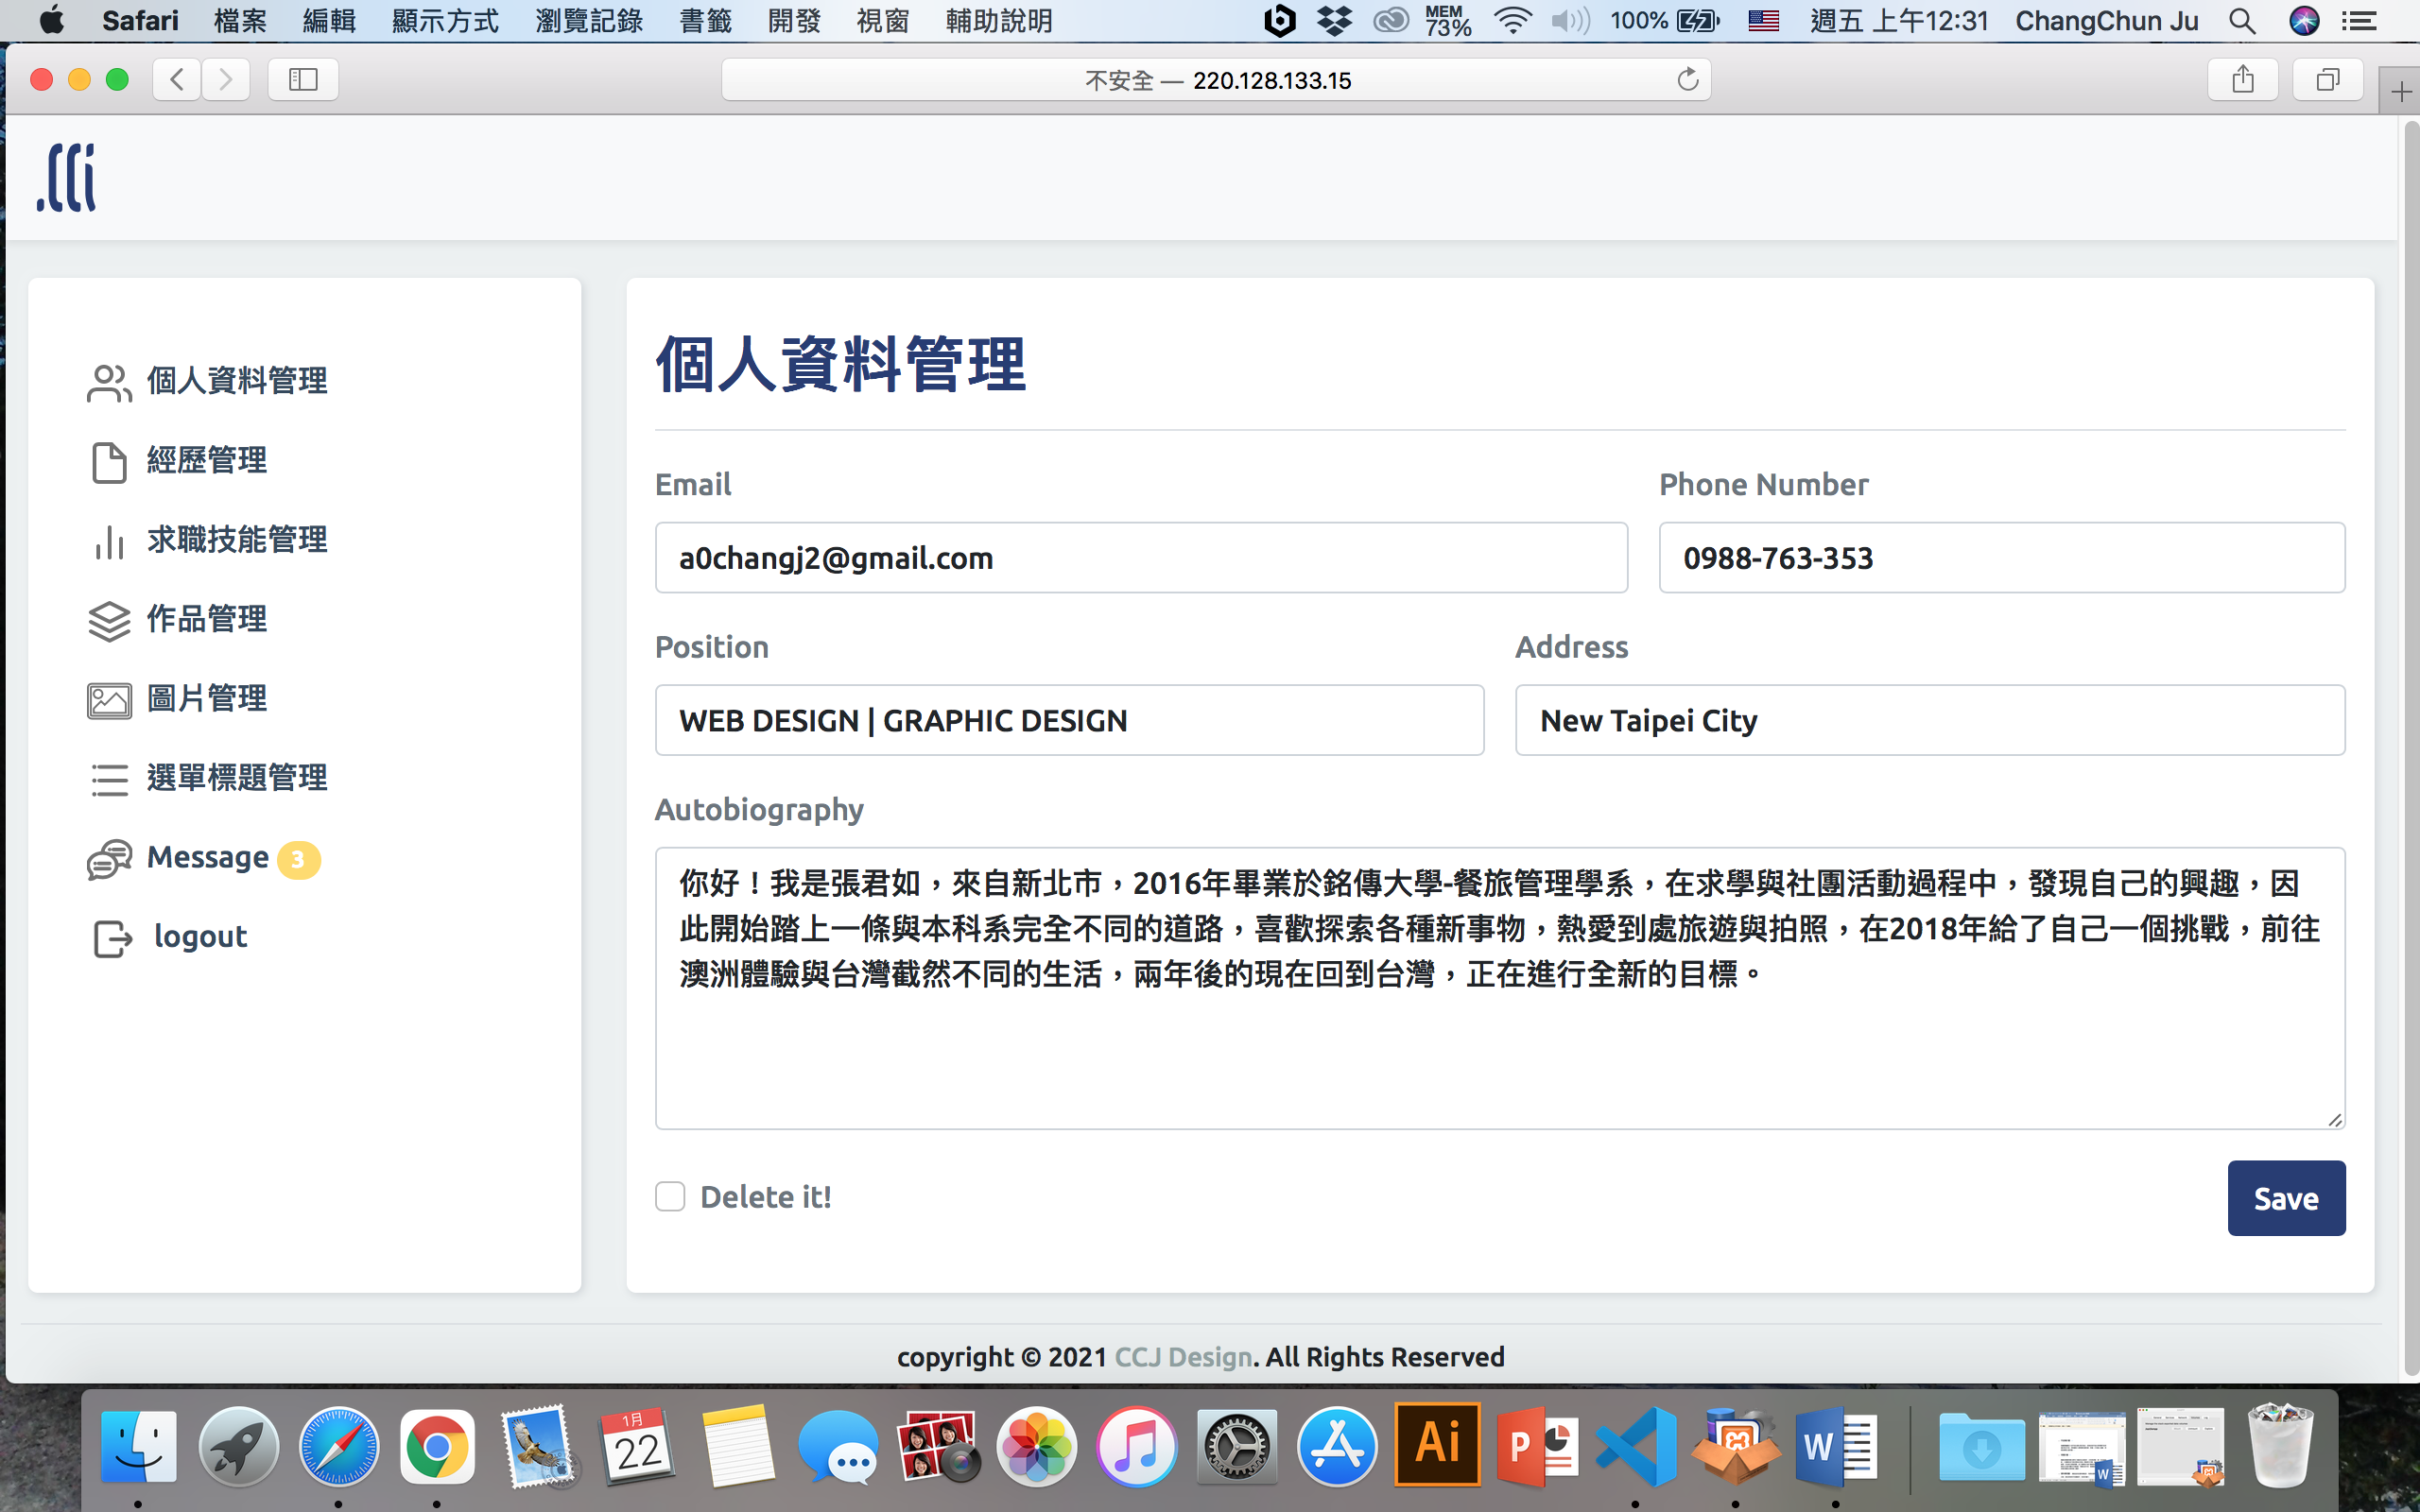 Safari 檔案 編輯 顯示方式 瀏覽記錄 書籤 開發 視窗 輔助說明 MEM 73% 100% 週五 上午12:31 ChangChun Ju
不安全 — 220.128.133.15
.CCj
個人資料管理
經歷管理
求職技能管理
作品管理
圖片管理
選單標題管理
Message 3
logout
個人資料管理
Email
a0changj2@gmail.com
Phone Number
0988-763-353
Position
WEB DESIGN | GRAPHIC DESIGN
Address
New Taipei City
Autobiography
你好！我是張君如，來自新北市，2016年畢業於銘傳大學-餐旅管理學系，在求學與社團活動過程中，發現自己的興趣，因
此開始踏上一條與本科系完全不同的道路，喜歡探索各種新事物，熱愛到處旅遊與拍照，在2018年給了自己一個挑戰，前往
澳洲體驗與台灣截然不同的生活，兩年後的現在回到台灣，正在進行全新的目標。
Delete it!
Save
copyright © 2021 CCJ Design. All Rights Reserved
1月
22
Ai
P
W